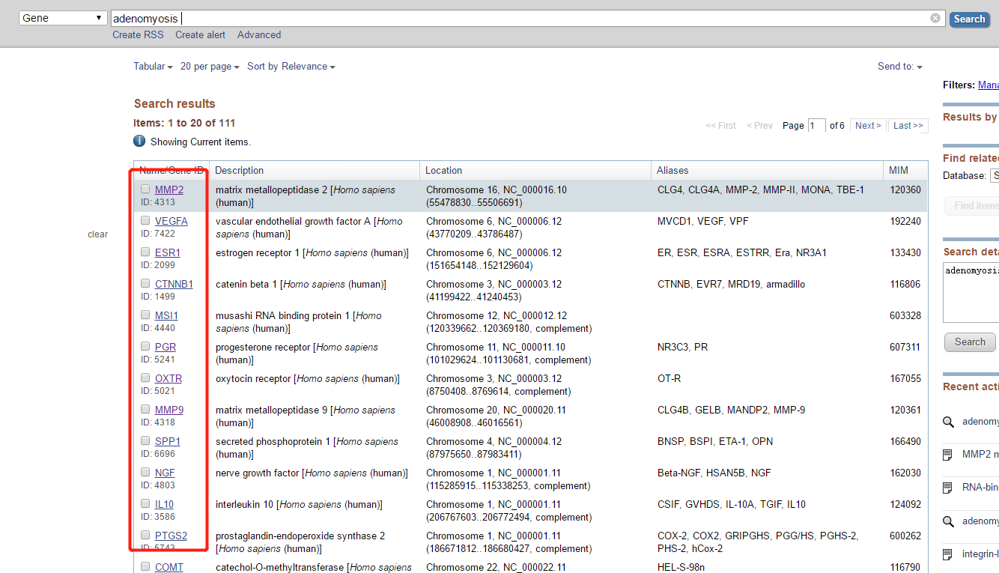 Gene
adenomyosis
Search
Create RSS Create alert Advanced
Tabular 20 per page Sort by Relevance Send to:
Filters: Mana
Search results
Items: 1 to 20 of 111
<< First < Prev Page 1 of 6 Next > Last >>
Results by
Showing Current items.
Find relate
Name/Gene ID Description Location Aliases MIM
Database: S
MMP2 matrix metallopeptidase 2 [Homo sapiens Chromosome 16, NC_000016.10 CLG4, CLG4A, MMP-2, MMP-II, MONA, TBE-1 120360
ID: 4313 (human)] (55478830..55506691)
Find items
VEGFA vascular endothelial growth factor A [Homo Chromosome 6, NC_000006.12 MVCD1, VEGF, VPF 192240
ID: 7422 sapiens (human)] (43770209..43786487)
clear
ESR1 estrogen receptor 1 [Homo sapiens (human)] Chromosome 6, NC_000006.12 ER, ESR, ESRA, ESTRR, Era, NR3A1 133430
Search deta
ID: 2099 (151654148..152129604)
adenomyosis
CTNNB1 catenin beta 1 [Homo sapiens (human)] Chromosome 3, NC_000003.12 CTNNB, EVR7, MRD19, armadillo 116806
ID: 1499 (41199422..41240453)
MSI1 musashi RNA binding protein 1 [Homo Chromosome 12, NC_000012.12 603328
ID: 4440 sapiens (human)] (120339662..120369180, complement)
Search
PGR progesterone receptor [Homo sapiens Chromosome 11, NC_000011.10 NR3C3, PR 607311
ID: 5241 (human)] (101029624..101130681, complement)
OXTR oxytocin receptor [Homo sapiens (human)] Chromosome 3, NC_000003.12 OT-R 167055
Recent acti
ID: 5021 (8750408..8769614, complement)
MMP9 matrix metallopeptidase 9 [Homo sapiens Chromosome 20, NC_000020.11 CLG4B, GELB, MANDP2, MMP-9 120361
ID: 4318 (human)] (46008908..46016561)
adenomy
SPP1 secreted phosphoprotein 1 [Homo Chromosome 4, NC_000004.12 BNSP, BSPI, ETA-1, OPN 166490
ID: 6696 sapiens (human)] (87975650..87983411)
MMP2 m
NGF nerve growth factor [Homo sapiens (human)] Chromosome 1, NC_000001.11 Beta-NGF, HSAN5B, NGF 162030
ID: 4803 (115285915..115338253, complement)
RNA-bin
IL10 interleukin 10 [Homo sapiens (human)] Chromosome 1, NC_000001.11 CSIF, GVHDS, IL-10A, TGIF, IL10 124092
ID: 3586 (206767603..206772494, complement)
adenomy
PTGS2 prostaglandin-endoperoxide synthase 2 Chromosome 1, NC_000001.11 COX-2, COX2, GRIPGHS, PGG/HS, PGHS-2, 600262
ID: 5743 [Homo sapiens (human)] (186671812..186680427, complement) PHS-2, hCox-2
integrin-l
COMT catechol-O-methyltransferase [Homo sapiens Chromosome 22, NC_000022.11 HEL-S-98n 116790